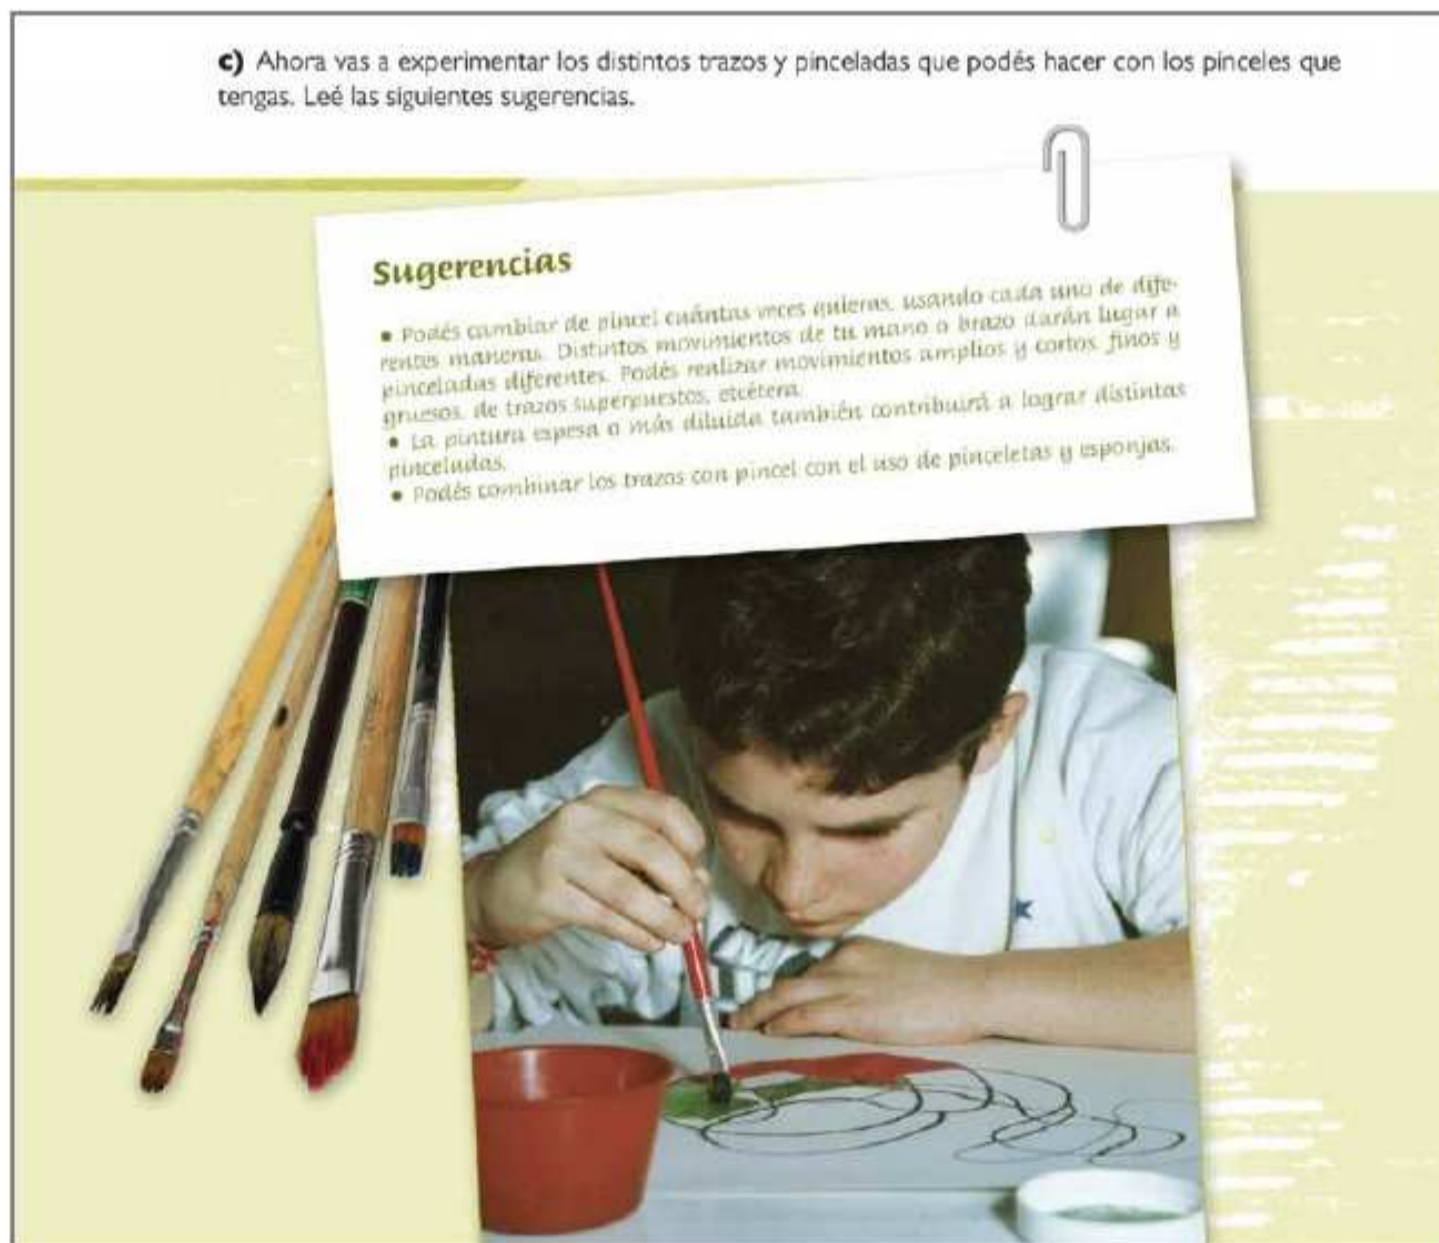 c) Ahora vas a experimentar los distintos trazos y pinceladas que podés hacer con los pinceles que
tengas. Leé las siguientes sugerencias.
Sugerencias
• Podés cambiar de pincel cuántas veces quieras, usando cada uno de dife-
rentes maneras. Distintos movimientos de tu mano o brazo darán lugar a
pinceladas diferentes. Podés realizar movimientos amplios y cortos, finos y
gruesos, de trazos superpuestos, etcétera.
• La pintura espesa o más diluida también contribuirá a lograr distintas
pinceladas.
• Podés combinar los trazos con pincel con el uso de pinceletas y esponjas.